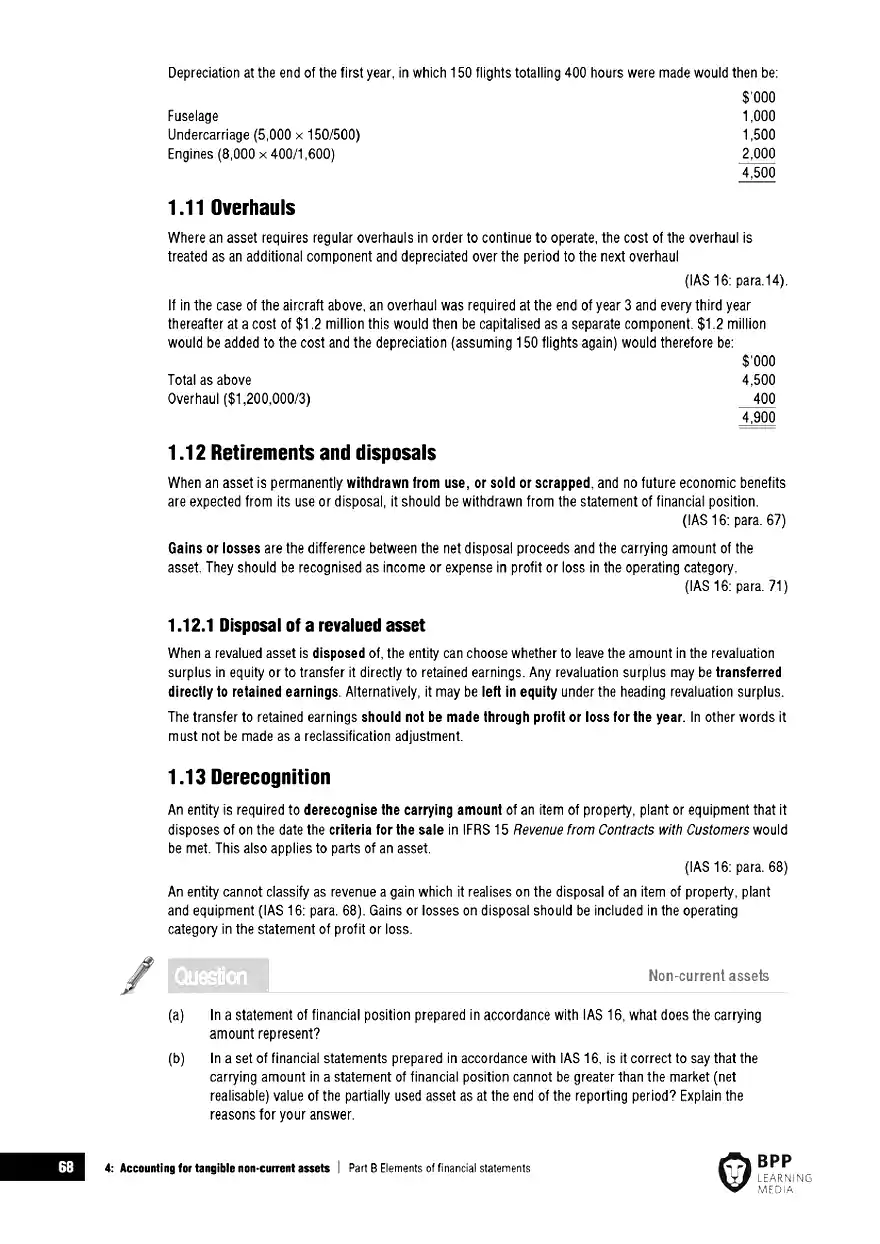 Depreciation at the end of the first year, in which 150 flights totalling 400 hours were made would then be:
$'000
Fuselage 1,000
Undercarriage (5,000 × 150/500) 1,500
Engines (8,000 × 400/1,600) 2,000
4,500
1.11 Overhauls
Where an asset requires regular overhauls in order to continue to operate, the cost of the overhaul is
treated as an additional component and depreciated over the period to the next overhaul
(IAS 16: para.14).
If in the case of the aircraft above, an overhaul was required at the end of year 3 and every third year
thereafter at a cost of $1.2 million this would then be capitalised as a separate component. $1.2 million
would be added to the cost and the depreciation (assuming 150 flights again) would therefore be:
$'000
Total as above 4,500
Overhaul ($1,200,000/3) 400
4,900
1.12 Retirements and disposals
When an asset is permanently withdrawn from use, or sold or scrapped, and no future economic benefits
are expected from its use or disposal, it should be withdrawn from the statement of financial position.
(IAS 16: para. 67)
Gains or losses are the difference between the net disposal proceeds and the carrying amount of the
asset. They should be recognised as income or expense in profit or loss in the operating category.
(IAS 16: para. 71)
1.12.1 Disposal of a revalued asset
When a revalued asset is disposed of, the entity can choose whether to leave the amount in the revaluation
surplus in equity or to transfer it directly to retained earnings. Any revaluation surplus may be transferred
directly to retained earnings. Alternatively, it may be left in equity under the heading revaluation surplus.
The transfer to retained earnings should not be made through profit or loss for the year. In other words it
must not be made as a reclassification adjustment.
1.13 Derecognition
An entity is required to derecognise the carrying amount of an item of property, plant or equipment that it
disposes of on the date the criteria for the sale in IFRS 15 Revenue from Contracts with Customers would
be met. This also applies to parts of an asset.
(IAS 16: para. 68)
An entity cannot classify as revenue a gain which it realises on the disposal of an item of property, plant
and equipment (IAS 16: para. 68). Gains or losses on disposal should be included in the operating
category in the statement of profit or loss.
Question Non-current assets
(a) In a statement of financial position prepared in accordance with IAS 16, what does the carrying
amount represent?
(b) In a set of financial statements prepared in accordance with IAS 16, is it correct to say that the
carrying amount in a statement of financial position cannot be greater than the market (net
realisable) value of the partially used asset as at the end of the reporting period? Explain the
reasons for your answer.
68 4: Accounting for tangible non-current assets | Part B Elements of financial statements
BPP
LEARNING
MEDIA